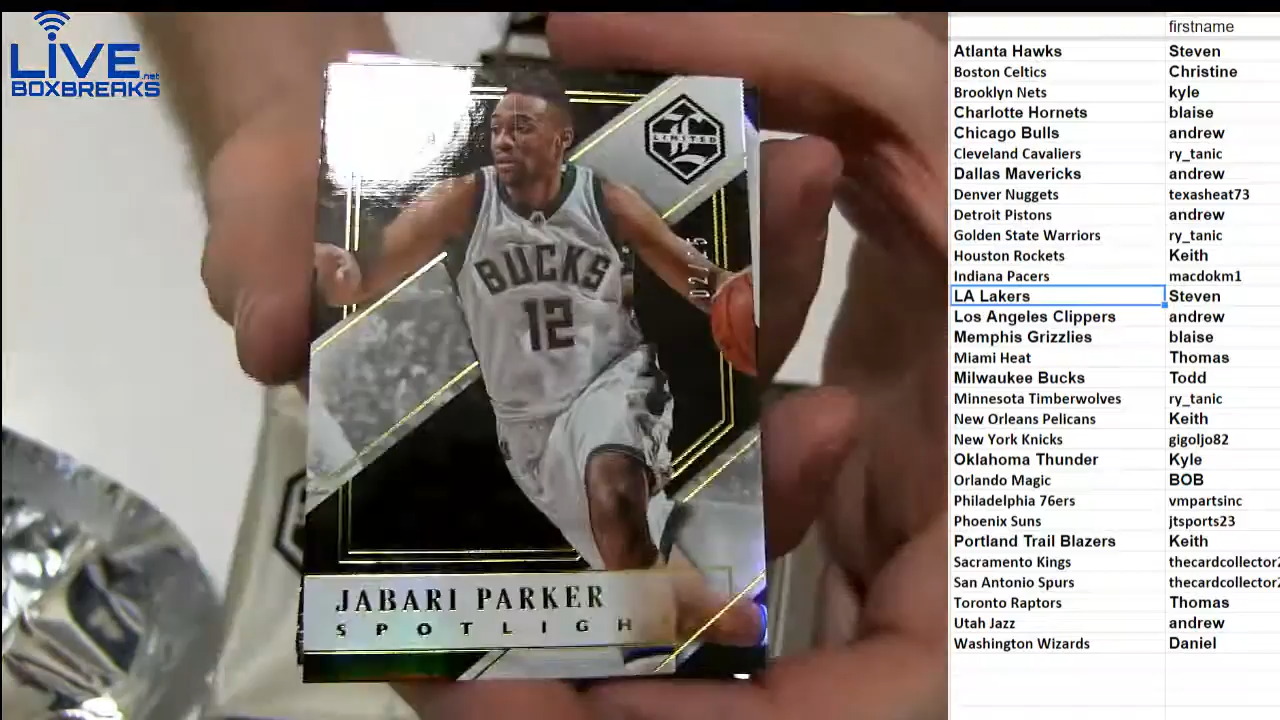 LIVE
.net
BOXBREAKS
LIMITED
BUCKS
12
JABARI PARKER
SPOTLIGH
firstname
Atlanta Hawks Steven
Boston Celtics Christine
Brooklyn Nets kyle
Charlotte Hornets blaise
Chicago Bulls andrew
Cleveland Cavaliers ry_tanic
Dallas Mavericks andrew
Denver Nuggets texasheat73
Detroit Pistons andrew
Golden State Warriors ry_tanic
Houston Rockets Keith
Indiana Pacers macdokm1
LA Lakers Steven
Los Angeles Clippers andrew
Memphis Grizzlies blaise
Miami Heat Thomas
Milwaukee Bucks Todd
Minnesota Timberwolves ry_tanic
New Orleans Pelicans Keith
New York Knicks gigoljo82
Oklahoma Thunder Kyle
Orlando Magic BOB
Philadelphia 76ers vmpartsinc
Phoenix Suns jtsports23
Portland Trail Blazers Keith
Sacramento Kings thecardcollector2
San Antonio Spurs thecardcollector2
Toronto Raptors Thomas
Utah Jazz andrew
Washington Wizards Daniel